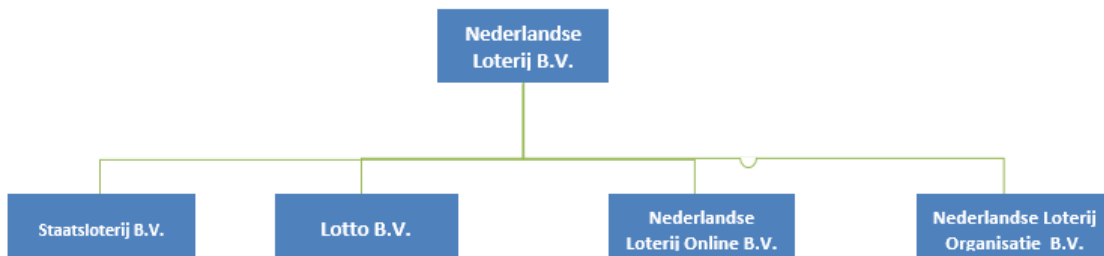 Nederlandse
Loterij B.V.
Staatsloterij B.V.
Lotto B.V.
Nederlandse
Loterij Online B.V.
Nederlandse Loterij
Organisatie B.V.